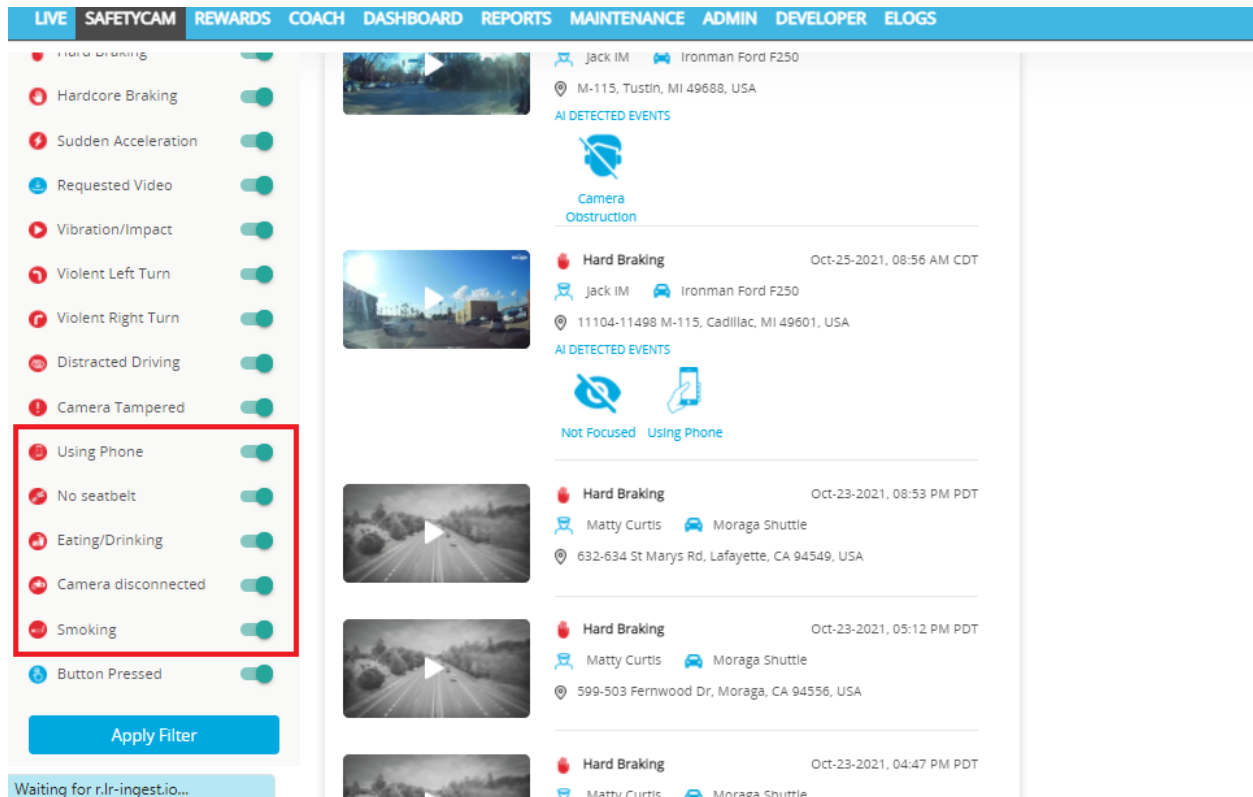 LIVE SAFETYCAM REWARDS COACH DASHBOARD REPORTS MAINTENANCE ADMIN DEVELOPER ELOGS
Hard Braking
Hardcore Braking
Sudden Acceleration
Requested Video
Vibration/Impact
Violent Left Turn
Violent Right Turn
Distracted Driving
Camera Tampered
Using Phone
No seatbelt
Eating/Drinking
Camera disconnected
Smoking
Button Pressed
Apply Filter
Waiting for r.lr-ingest.io...
Jack IM Ironman Ford F250
M-115, Tustin, MI 49688, USA
AI DETECTED EVENTS
Camera
Obstruction
Hard Braking Oct-25-2021, 08:56 AM CDT
Jack IM Ironman Ford F250
11104-11498 M-115, Cadillac, MI 49601, USA
AI DETECTED EVENTS
Not Focused Using Phone
Hard Braking Oct-23-2021, 08:53 PM PDT
Matty Curtis Moraga Shuttle
632-634 St Marys Rd, Lafayette, CA 94549, USA
Hard Braking Oct-23-2021, 05:12 PM PDT
Matty Curtis Moraga Shuttle
599-503 Fernwood Dr, Moraga, CA 94556, USA
Hard Braking Oct-23-2021, 04:47 PM PDT
Matty Curtis Moraga Shuttle